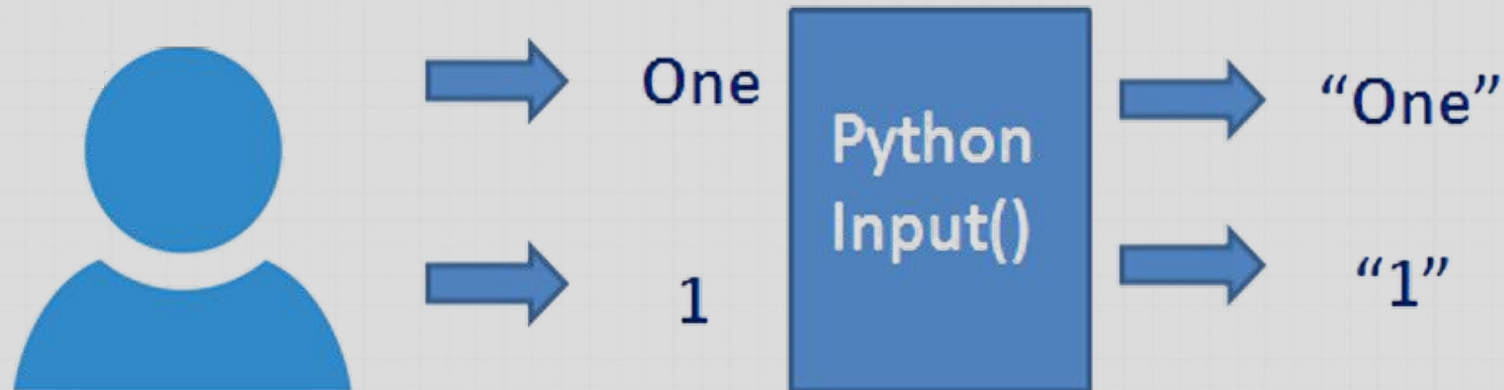 One
1
Python
Input()
“One”
“1”